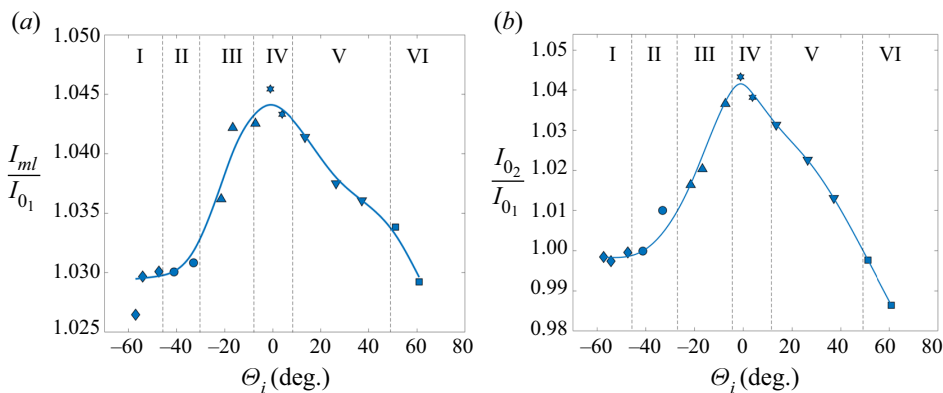 (a)
1.050
I II III IV V VI
1.045
1.040
I_ml
I_0_1
1.035
1.030
1.025
–60 –40 –20 0 20 40 60 80
Θ_i (deg.)
(b)
1.05
I II III IV V VI
1.04
1.03
1.02
I_0_2
I_0_1
1.01
1.00
0.99
0.98
–60 –40 –20 0 20 40 60 80
Θ_i (deg.)